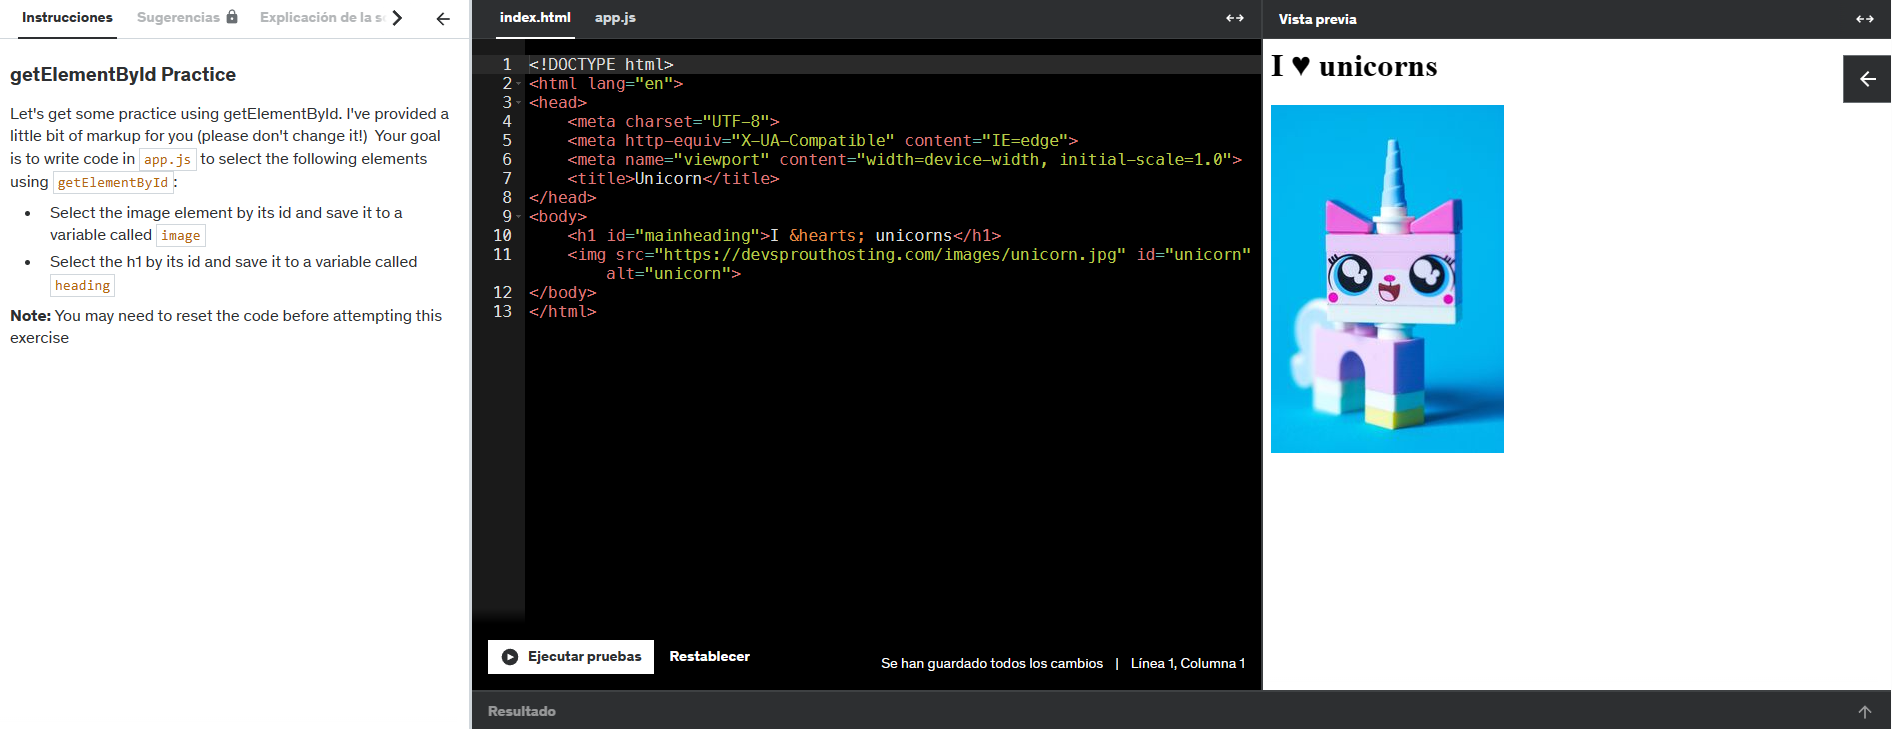 Instrucciones
Sugerencias
Explicación de la
getElementById Practice
Let's get some practice using getElementById. I've provided a
little bit of markup for you (please don't change it!)  Your goal
is to write code in app.js to select the following elements
using getElementById:
• Select the image element by its id and save it to a
variable called image
• Select the h1 by its id and save it to a variable called
heading
Note: You may need to reset the code before attempting this
exercise
index.html
app.js
1 <!DOCTYPE html>
2 <html lang="en">
3 <head>
4     <meta charset="UTF-8">
5     <meta http-equiv="X-UA-Compatible" content="IE=edge">
6     <meta name="viewport" content="width=device-width, initial-scale=1.0">
7     <title>Unicorn</title>
8 </head>
9 <body>
10     <h1 id="mainheading">I &hearts; unicorns</h1>
11     <img src="https://devsprouthosting.com/images/unicorn.jpg" id="unicorn"
alt="unicorn">
12 </body>
13 </html>
Ejecutar pruebas
Restablecer
Se han guardado todos los cambios | Línea 1, Columna 1
Resultado
Vista previa
I ♥ unicorns